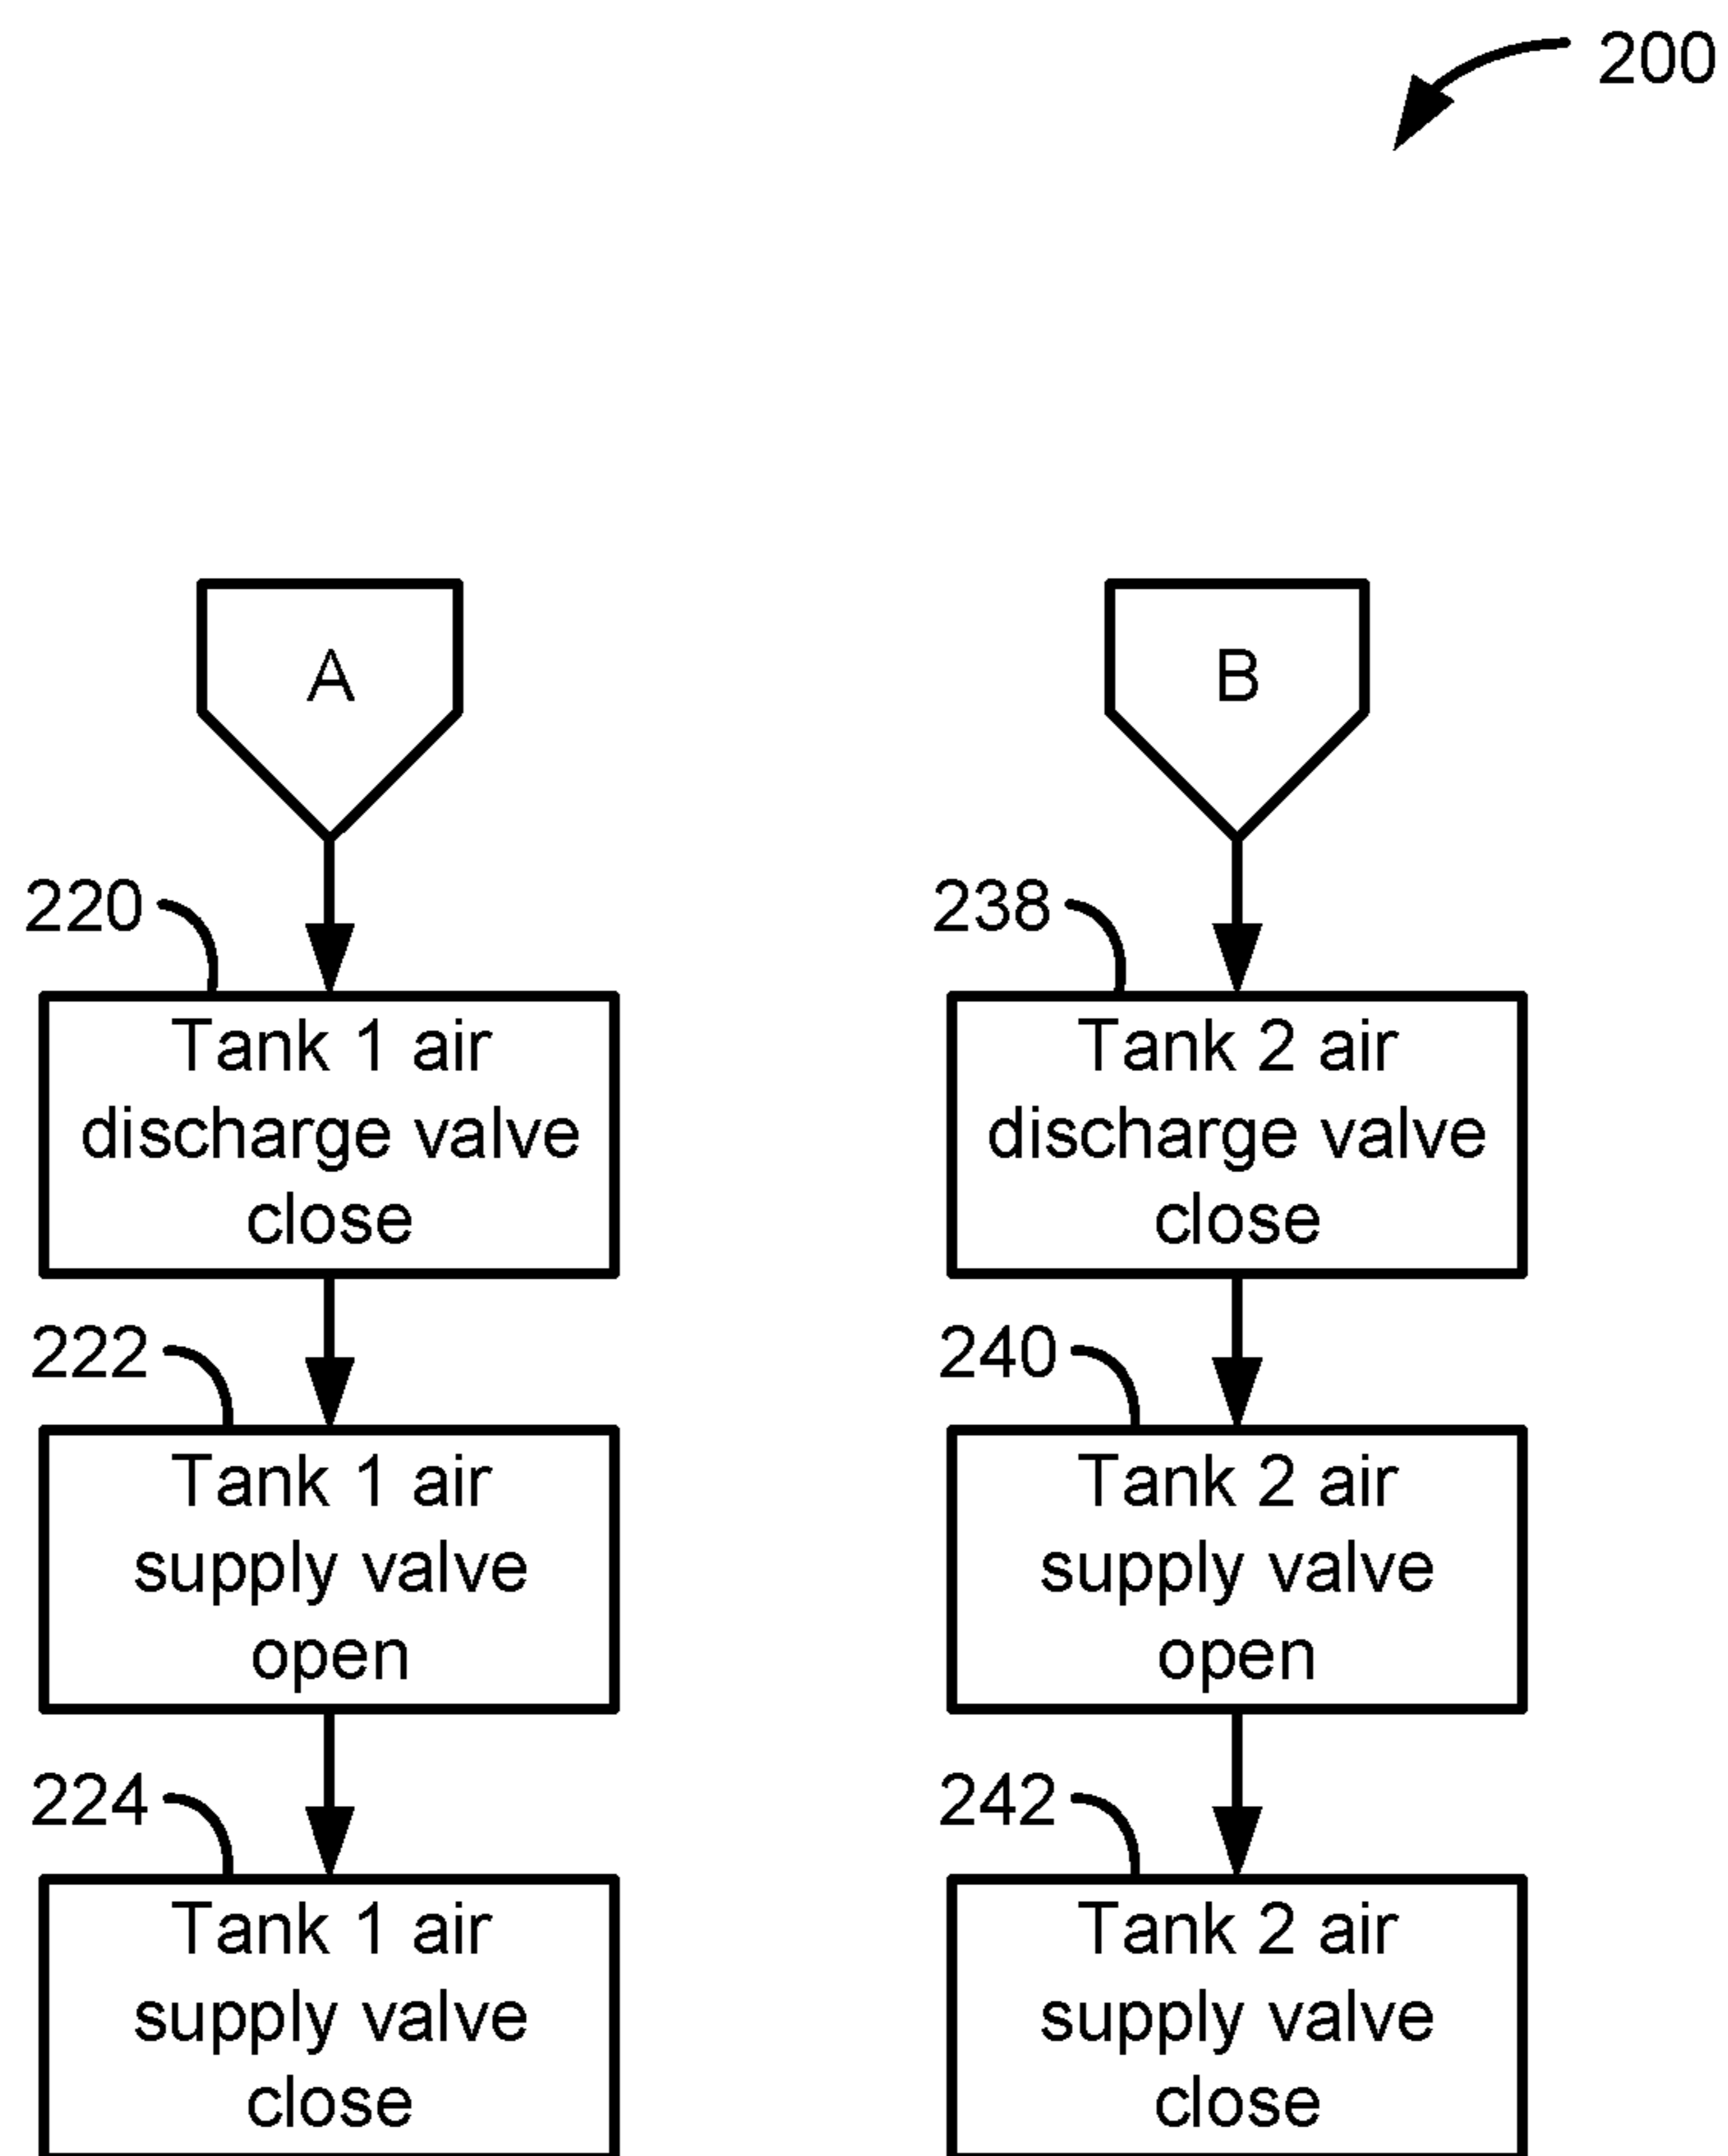 200
A
220
Tank 1 air
discharge valve
close
222
Tank 1 air
supply valve
open
224
Tank 1 air
supply valve
close
B
238
Tank 2 air
discharge valve
close
240
Tank 2 air
supply valve
open
242
Tank 2 air
supply valve
close